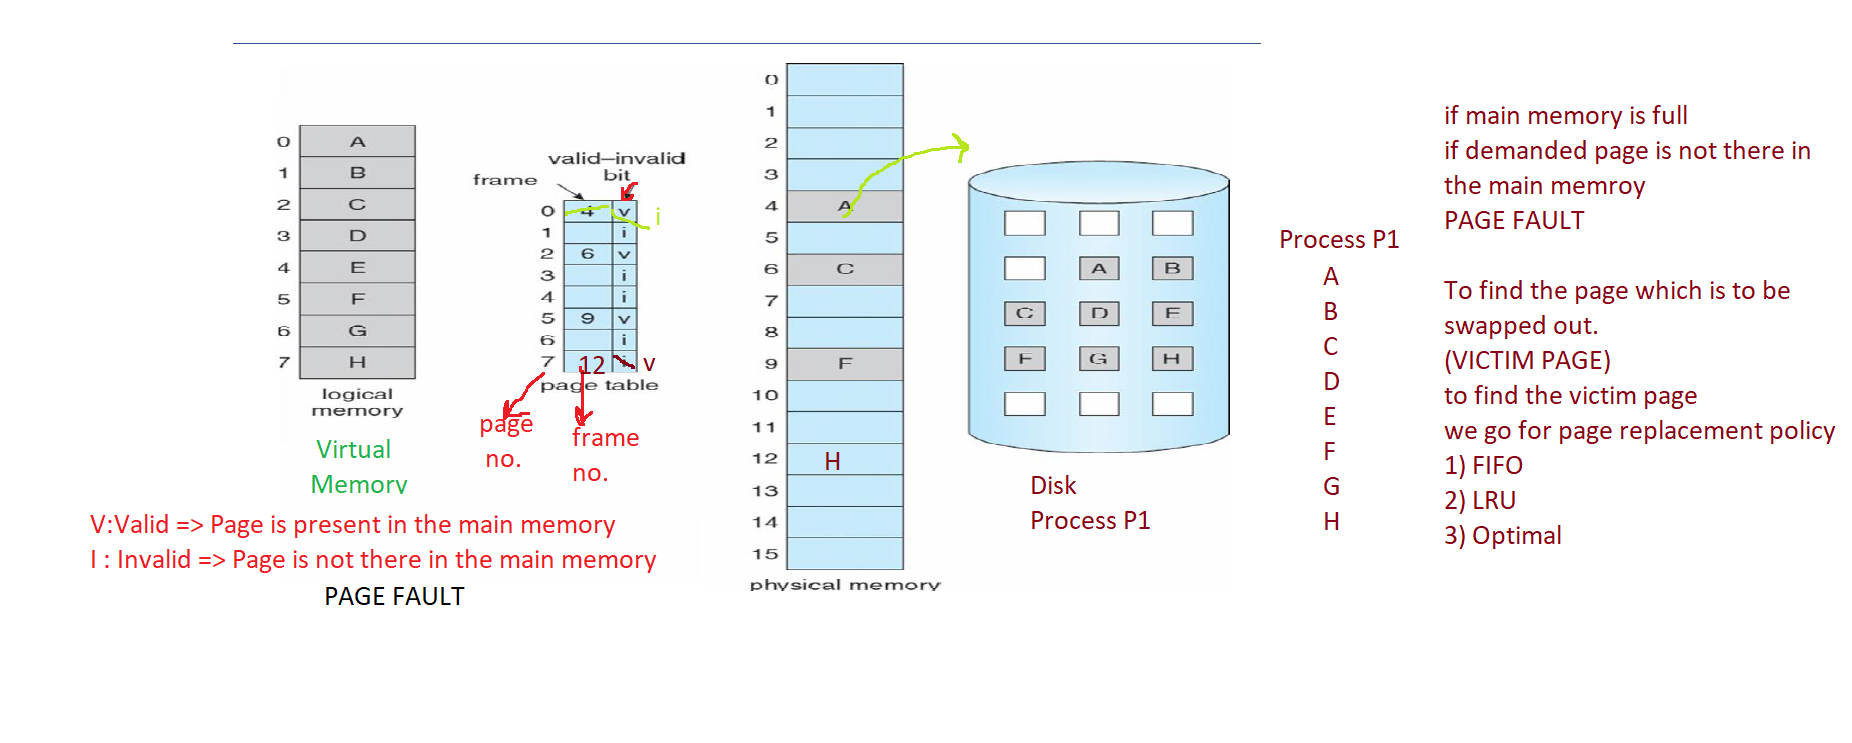 0 A
1 B
2 C
3 D
4 E
5 F
6 G
7 H
logical
memory
Virtual
Memory
valid–invalid
bit
frame
0 4 v i
1 i
2 6 v
3 i
4 i
5 9 v
6 i
7 12 i v
page table
page
no.
frame
no.
V:Valid => Page is present in the main memory
I : Invalid => Page is not there in the main memory
PAGE FAULT
0
1
2
3
4 A
5
6 C
7
8
9 F
10
11
12 H
13
14
15
physical memory
A B
C D E
F G H
Disk
Process P1
Process P1
A
B
C
D
E
F
G
H
if main memory is full
if demanded page is not there in
the main memroy
PAGE FAULT
To find the page which is to be
swapped out.
(VICTIM PAGE)
to find the victim page
we go for page replacement policy
1) FIFO
2) LRU
3) Optimal